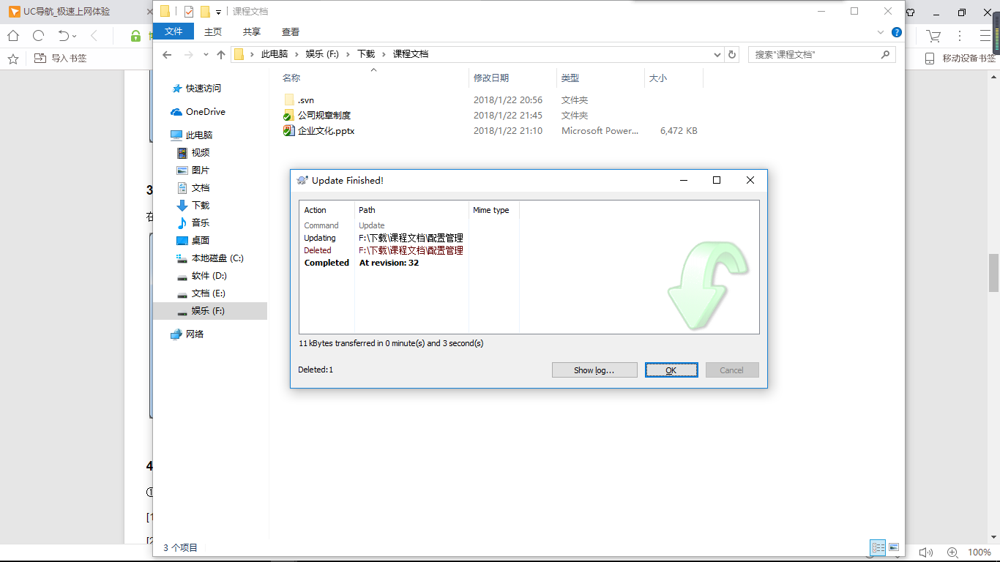 UC导航_极速上网体验
课程文档
文件 主页 共享 查看
导入书签
此电脑 娱乐 (F:) 下载 课程文档
搜索"课程文档"
移动设备书签
名称 修改日期 类型 大小
.svn 2018/1/22 20:56 文件夹
公司规章制度 2018/1/22 21:45 文件夹
企业文化.pptx 2018/1/22 21:10 Microsoft Power... 6,472 KB
快速访问
OneDrive
此电脑
视频
图片
文档
下载
音乐
桌面
本地磁盘 (C:)
软件 (D:)
文档 (E:)
娱乐 (F:)
网络
Update Finished!
Action Path Mime type
Command Update
Updating F:\下载\课程文档\配置管理
Deleted F:\下载\课程文档\配置管理
Completed At revision: 32
11 kBytes transferred in 0 minute(s) and 3 second(s)
Deleted:1
Show log...
OK
Cancel
3
在
4
①
[1
[2
3 个项目
100%